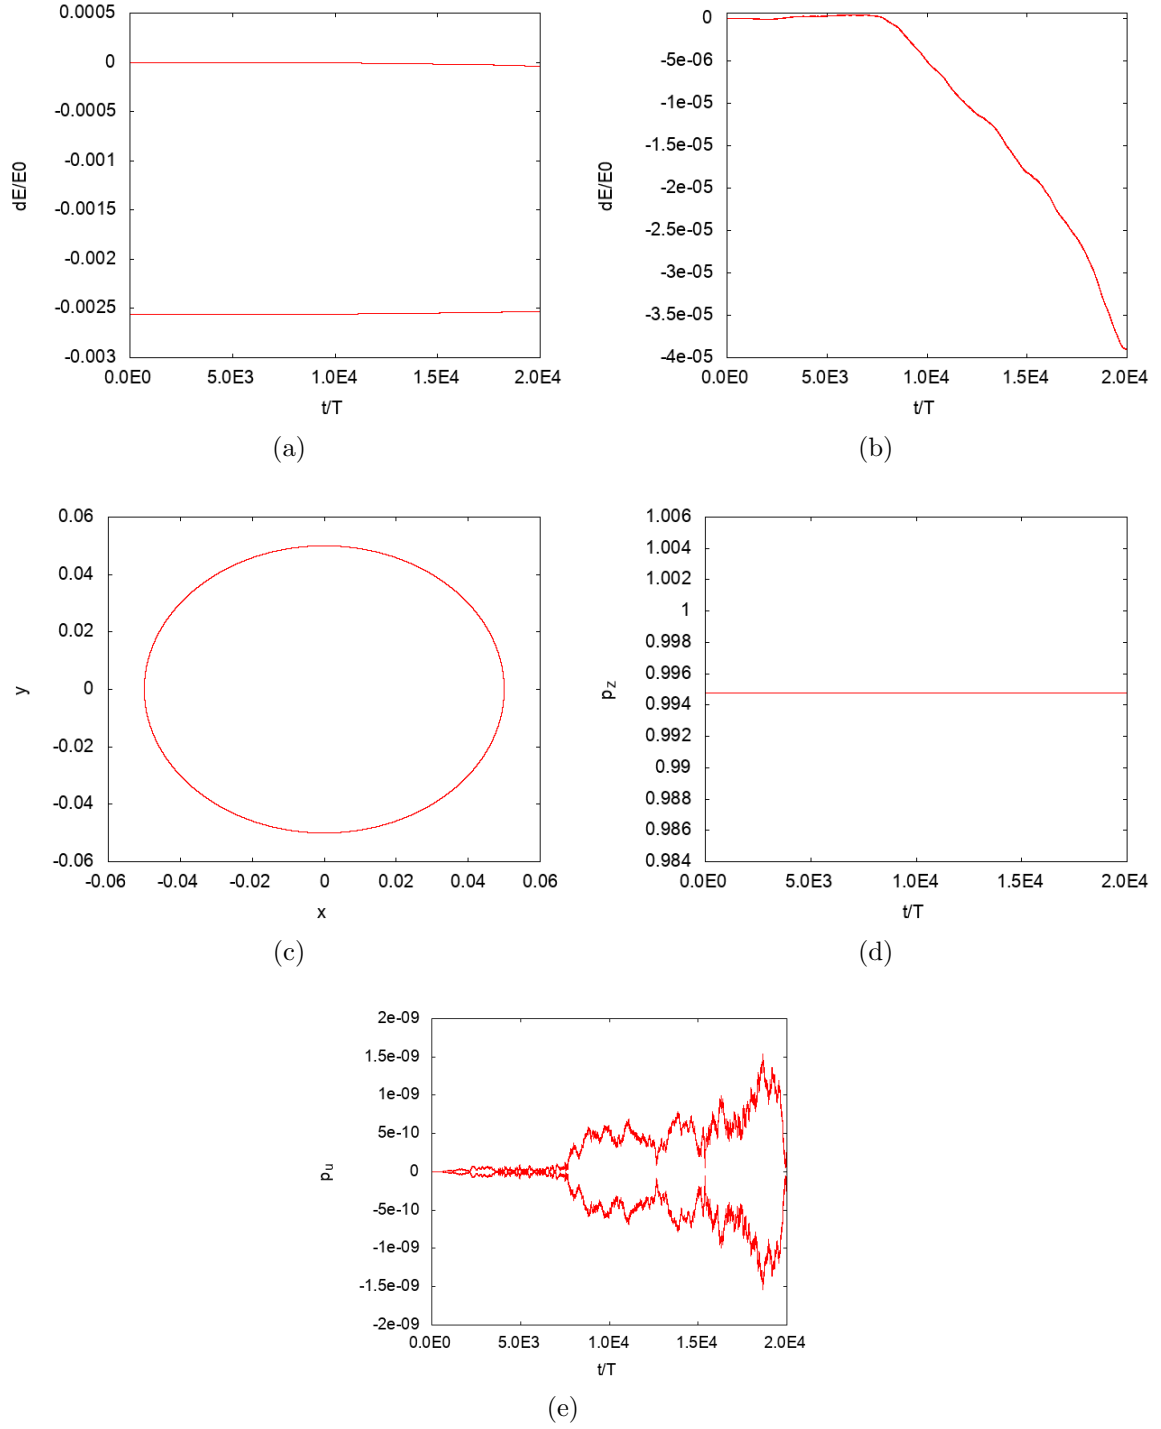 0.0005
0
-0.0005
-0.001
-0.0015
-0.002
-0.0025
-0.003
dE/E0
0.0E0 5.0E3 1.0E4 1.5E4 2.0E4
t/T
(a)
0
-5e-06
-1e-05
-1.5e-05
-2e-05
-2.5e-05
-3e-05
-3.5e-05
-4e-05
dE/E0
0.0E0 5.0E3 1.0E4 1.5E4 2.0E4
t/T
(b)
0.06
0.04
0.02
0
-0.02
-0.04
-0.06
y
-0.06 -0.04 -0.02 0 0.02 0.04 0.06
x
(c)
1.006
1.004
1.002
1
0.998
0.996
0.994
0.992
0.99
0.988
0.986
0.984
p_z
0.0E0 5.0E3 1.0E4 1.5E4 2.0E4
t/T
(d)
2e-09
1.5e-09
1e-09
5e-10
0
-5e-10
-1e-09
-1.5e-09
-2e-09
p_u
0.0E0 5.0E3 1.0E4 1.5E4 2.0E4
t/T
(e)